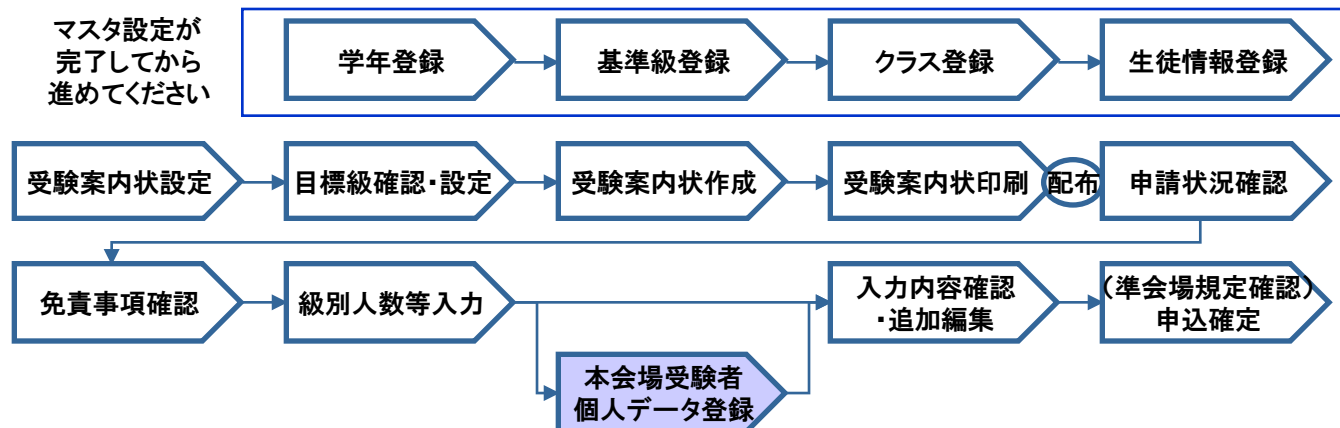 マスタ設定が
完了してから
進めてください
学年登録
基準級登録
クラス登録
生徒情報登録
受験案内状設定
目標級確認・設定
受験案内状作成
受験案内状印刷
配布
申請状況確認
免責事項確認
級別人数等入力
入力内容確認
・追加編集
（準会場規定確認）
申込確定
本会場受験者
個人データ登録